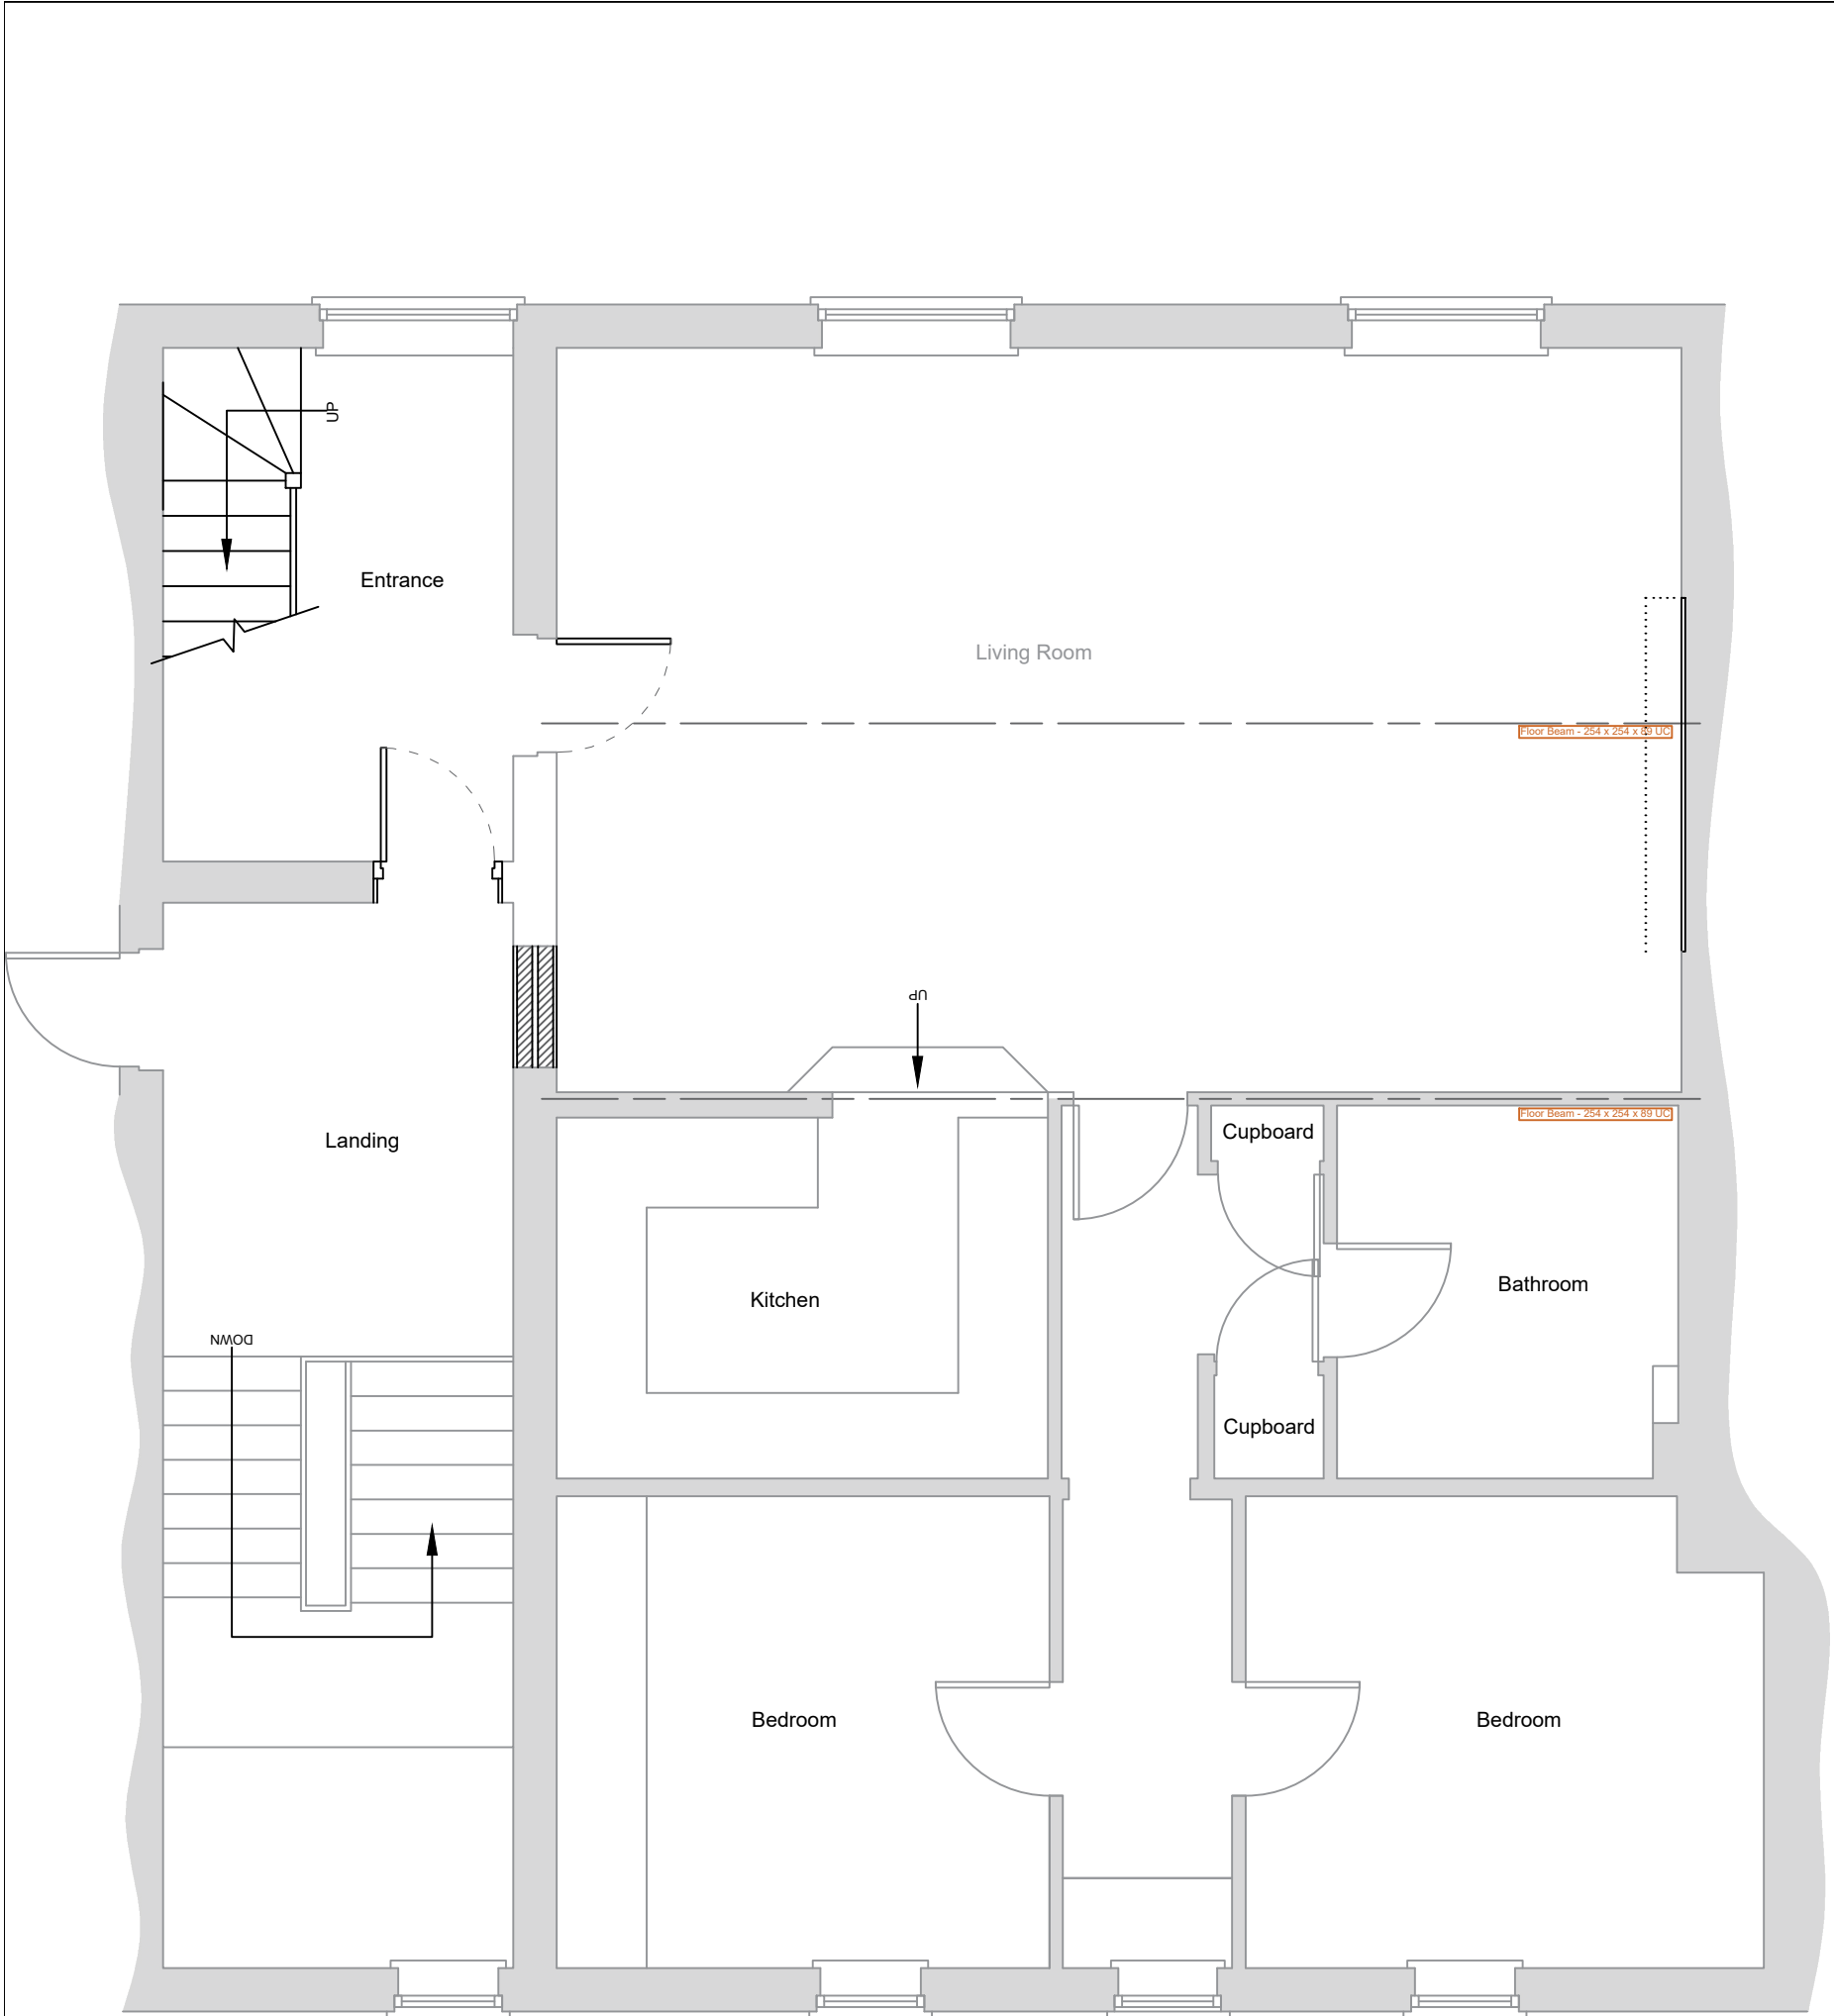 UP
Entrance
Living Room
Floor Beam - 254 x 254 x 89 UC
UP
Floor Beam - 254 x 254 x 89 UC
Cupboard
Landing
Bathroom
Kitchen
DOWN
Cupboard
Bedroom
Bedroom